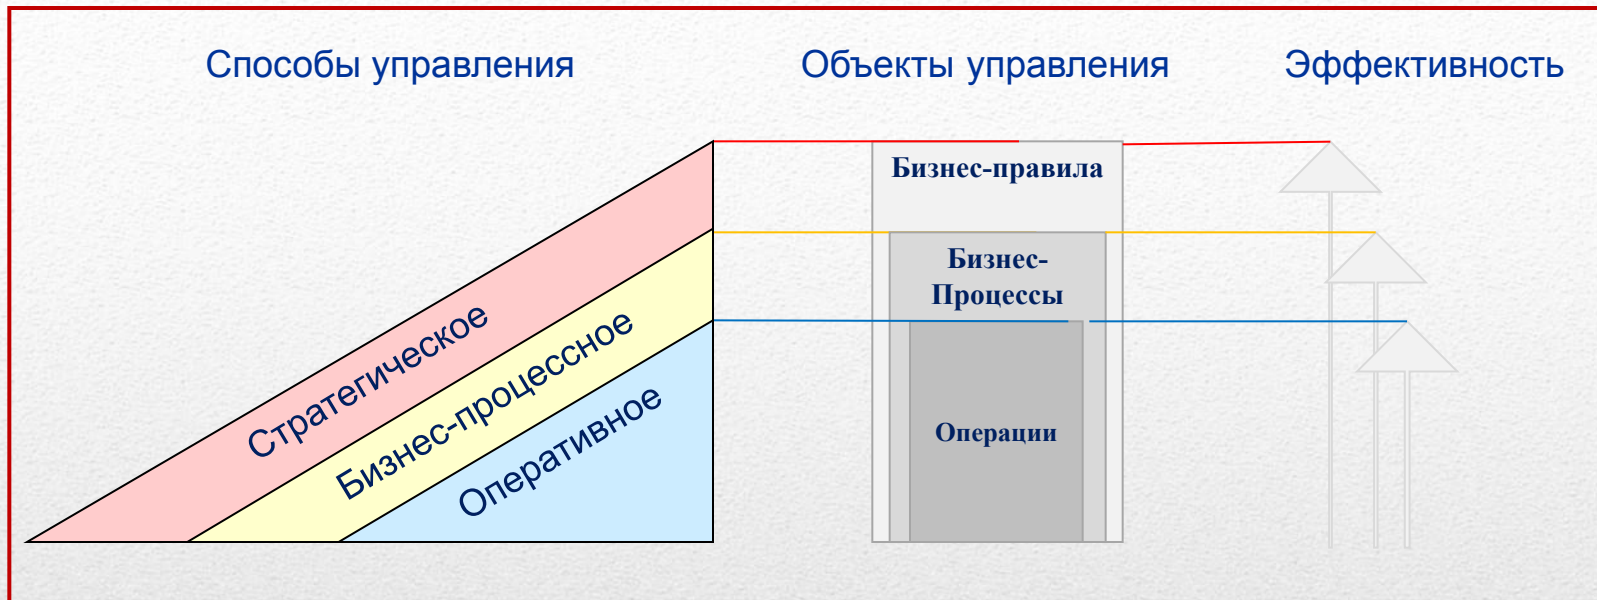 Способы управления
Объекты управления
Эффективность
Бизнес-правила
Бизнес-
Процессы
Операции
Стратегическое
Бизнес-процессное
Оперативное